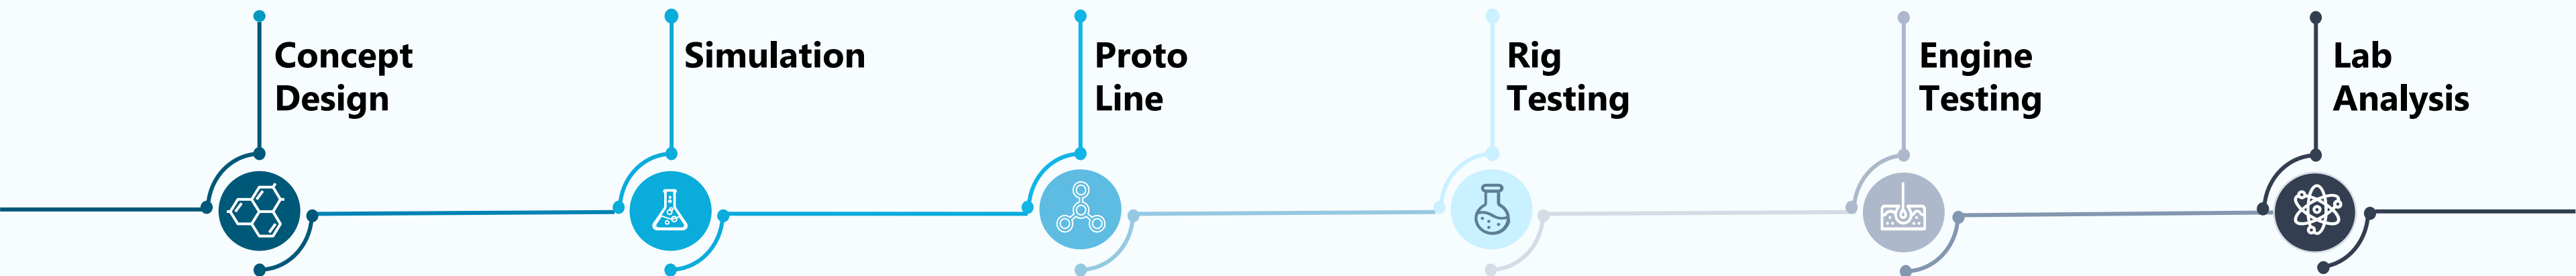 Concept
Design
Simulation
Proto
Line
Rig
Testing
Engine
Testing
Lab
Analysis